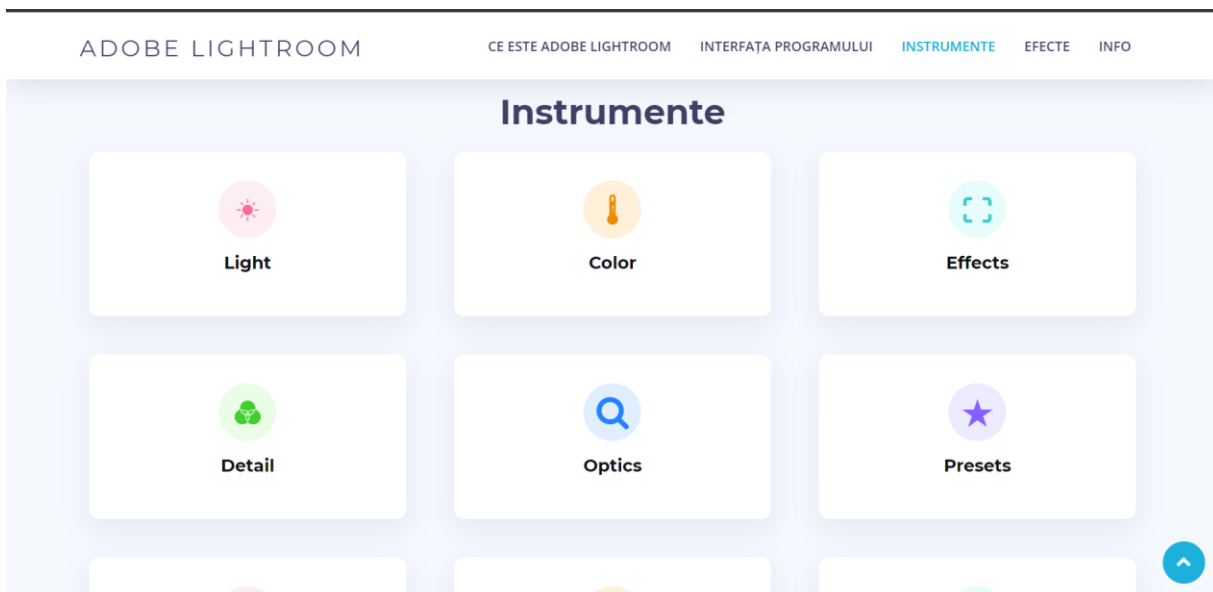 ADOBE LIGHTROOM
CE ESTE ADOBE LIGHTROOM INTERFAȚA PROGRAMULUI INSTRUMENTE EFECTE INFO
Instrumente
Light
Color
Effects
Detail
Optics
Presets